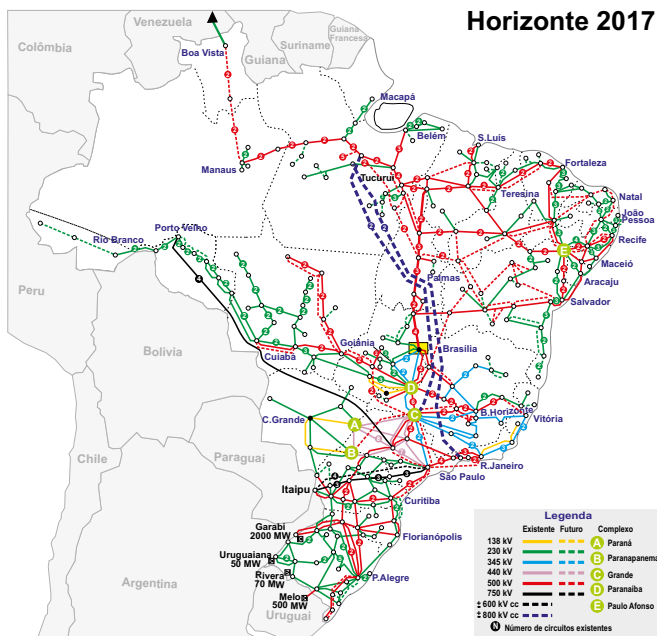 Horizonte 2017
Venezuela
Colômbia
Guiana
Suriname
Guiana
Francesa
Boa Vista
Macapá
Belém
S.Luís
Manaus
Tucuruí
Fortaleza
Teresina
Natal
João
Pessoa
Recife
Maceió
Aracaju
Salvador
Porto Velho
Rio Branco
Peru
Palmas
Bolívia
Cuiabá
Goiânia
Brasília
C.Grande
B.Horizonte
Vitória
R.Janeiro
São Paulo
Paraguai
Chile
Itaipu
Curitiba
Garabi
2000 MW
Florianópolis
Uruguaiana
50 MW
Rivera
70 MW
P.Alegre
Melo
500 MW
Argentina
Uruguai
A
B
C
D
E
Legenda
Existente Futuro Complexo
138 kV A Paraná
230 kV B Paranapanema
345 kV C Grande
440 kV
500 kV D Paranaíba
750 kV
± 600 kV cc E Paulo Afonso
± 800 kV cc
N Número de circuitos existentes